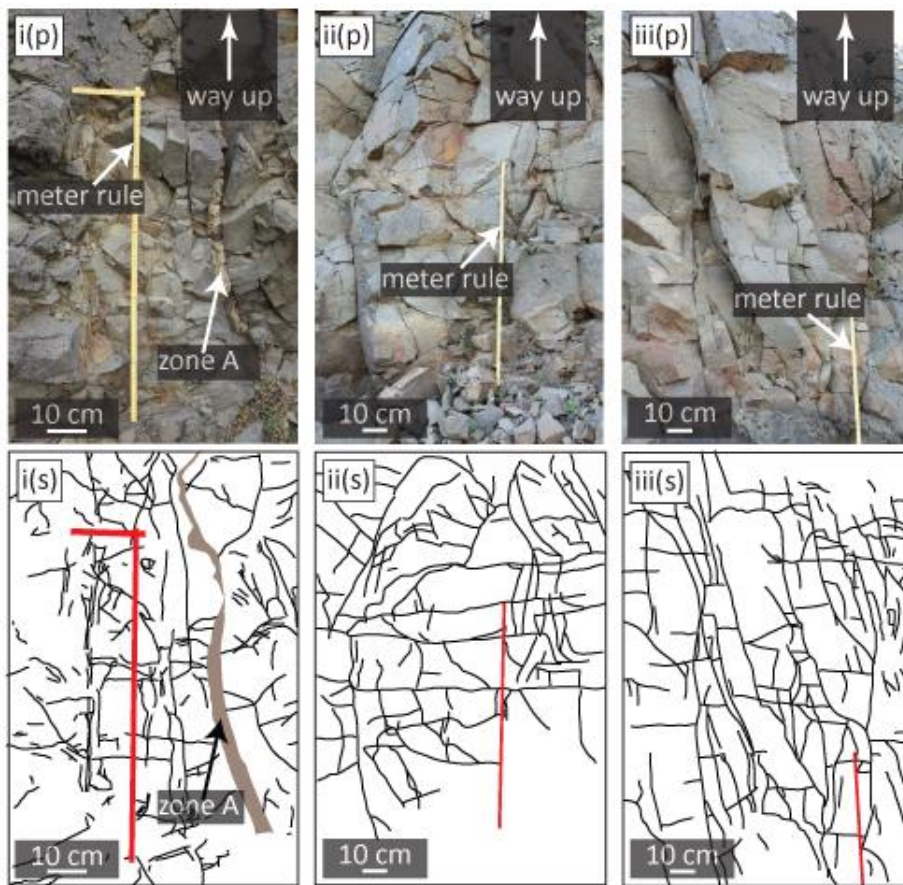 i(p)
way up
meter rule
zone A
10 cm
ii(p)
way up
meter rule
10 cm
iii(p)
way up
meter rule
10 cm
i(s)
zone A
10 cm
ii(s)
10 cm
iii(s)
10 cm